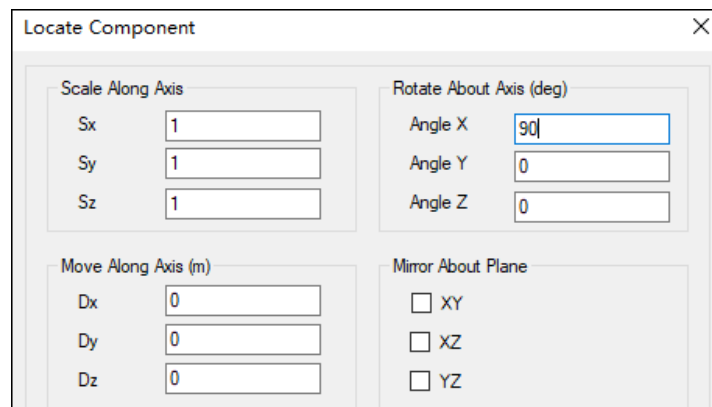 Locate Component
Scale Along Axis
Sx 1
Sy 1
Sz 1
Rotate About Axis (deg)
Angle X 90
Angle Y 0
Angle Z 0
Move Along Axis (m)
Dx 0
Dy 0
Dz 0
Mirror About Plane
XY
XZ
YZ